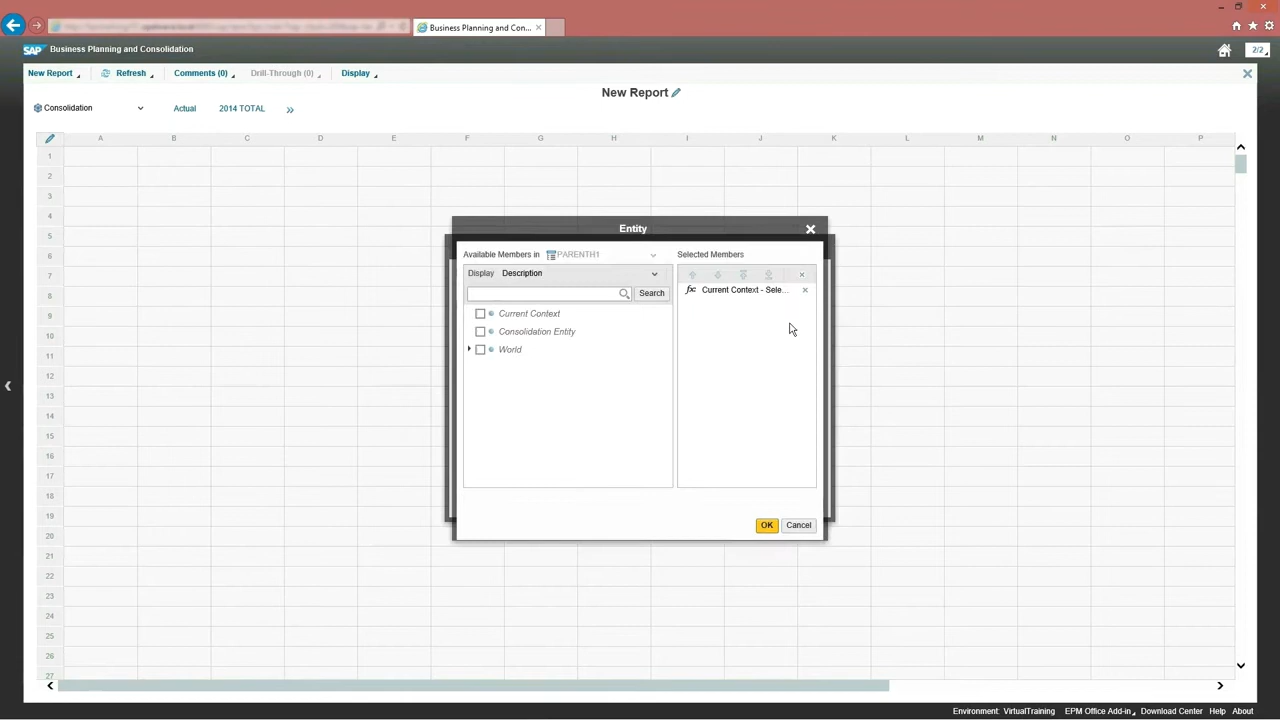 Business Planning and Con...
SAP Business Planning and Consolidation
2/2
New Report Refresh Comments (0) Drill-Through (0) Display
New Report
Consolidation Actual 2014 TOTAL
A B C D E F G H I J K L M N O P
1
2
3
4
5
6
7
8
9
10
11
12
13
14
15
16
17
18
19
20
21
22
23
24
25
26
27
Entity
Available Members in PARENTH1 Selected Members
Display Description
Current Context - Sele...
Search
Current Context
Consolidation Entity
World
OK Cancel
Environment: VirtualTraining EPM Office Add-in Download Center Help About